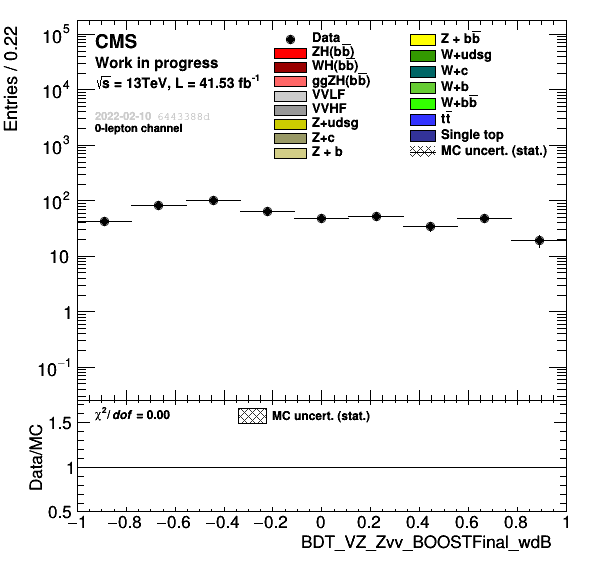 CMS
Work in progress
√s = 13TeV, L = 41.53 fb⁻¹
2022-02-10 6443388d
0-lepton channel
Data
ZH(bb̅)
WH(bb̅)
ggZH(bb̅)
VVLF
VVHF
Z+udsg
Z+c
Z + b
Z + bb̅
W+udsg
W+c
W+b
W+bb̅
tt̅
Single top
MC uncert. (stat.)
Entries / 0.22
10⁵
10⁴
10³
10²
10
1
10⁻¹
χ²/dof = 0.00
MC uncert. (stat.)
Data/MC
1.5
1
0.5
−1 −0.8 −0.6 −0.4 −0.2 0 0.2 0.4 0.6 0.8 1
BDT_VZ_Zvv_BOOSTFinal_wdB